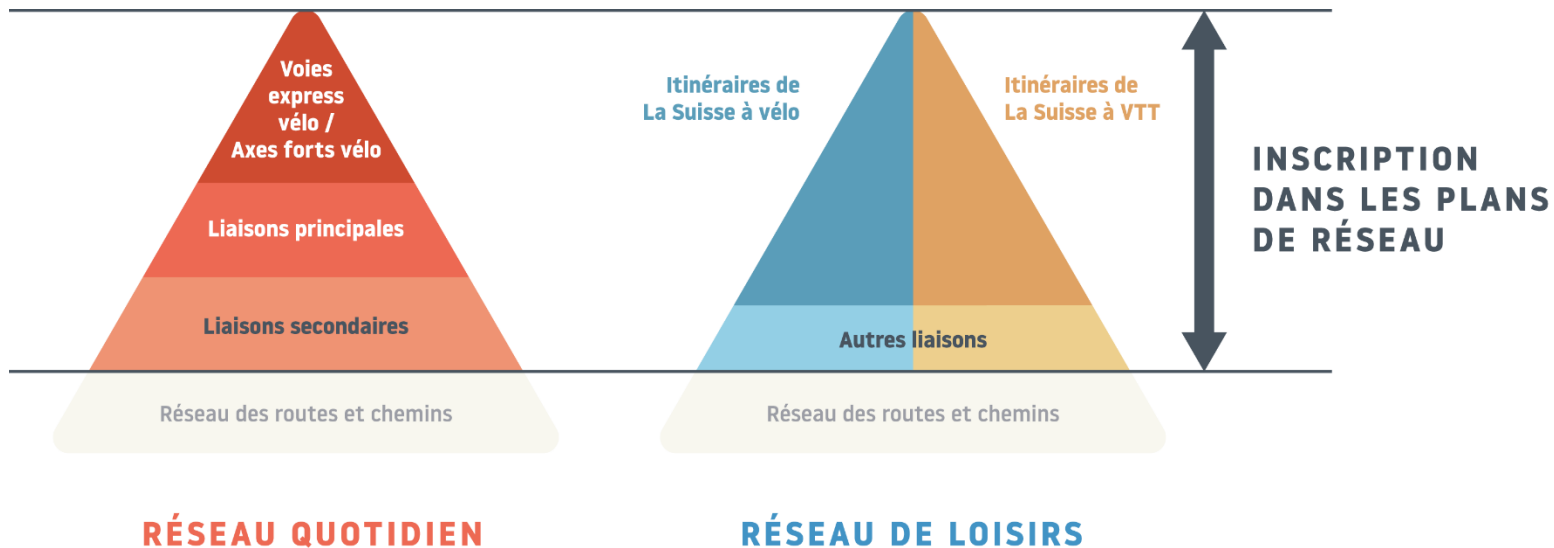 Voies
express
vélo /
Axes forts vélo
Liaisons principales
Liaisons secondaires
Réseau des routes et chemins
RÉSEAU QUOTIDIEN
Itinéraires de
La Suisse à vélo
Itinéraires de
La Suisse à VTT
Autres liaisons
Réseau des routes et chemins
RÉSEAU DE LOISIRS
INSCRIPTION
DANS LES PLANS
DE RÉSEAU